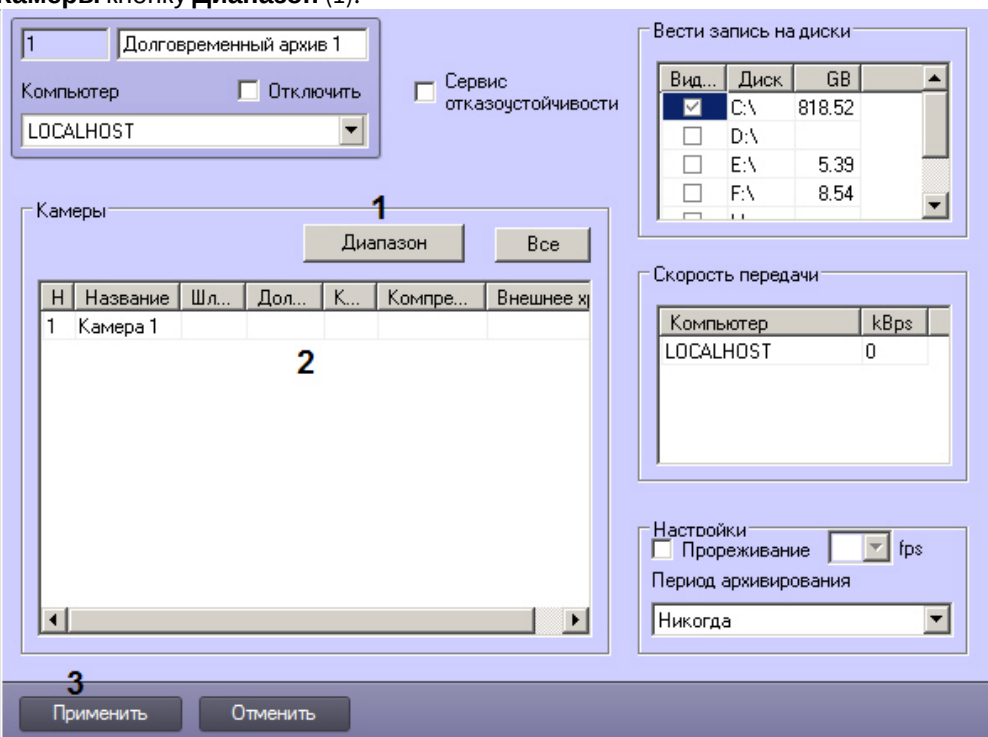 Камеры кнопку Диапазон (1).
1 Долговременный архив 1
Компьютер Отключить
LOCALHOST
Сервис
отказоустойчивости
Вести запись на диски
Вид... Диск GB
C:\ 818.52
D:\
E:\ 5.39
F:\ 8.54
Камеры
1
Диапазон Все
Н Название Шл... Дол... К... Компре... Внешнее х
1 Камера 1
2
Скорость передачи
Компьютер kBps
LOCALHOST 0
Настройки
Прореживание fps
Период архивирования
Никогда
3
Применить Отменить